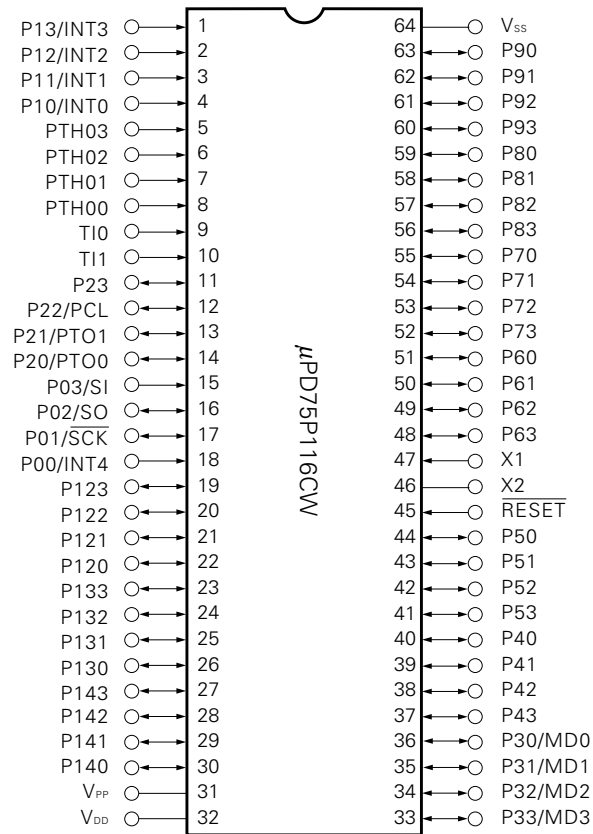 P13/INT3 1 64 Vss
P12/INT2 2 63 P90
P11/INT1 3 62 P91
P10/INT0 4 61 P92
PTH03 5 60 P93
PTH02 6 59 P80
PTH01 7 58 P81
PTH00 8 57 P82
TI0 9 56 P83
TI1 10 55 P70
P23 11 54 P71
P22/PCL 12 53 P72
P21/PTO1 13 52 P73
P20/PTO0 14 51 P60
P03/SI 15 50 P61
P02/SO 16 49 P62
P01/SCK 17 48 P63
P00/INT4 18 47 X1
P123 19 46 X2
P122 20 45 RESET
P121 21 44 P50
P120 22 43 P51
P133 23 42 P52
P132 24 41 P53
P131 25 40 P40
P130 26 39 P41
P143 27 38 P42
P142 28 37 P43
P141 29 36 P30/MD0
P140 30 35 P31/MD1
VPP 31 34 P32/MD2
VDD 32 33 P33/MD3
µPD75P116CW